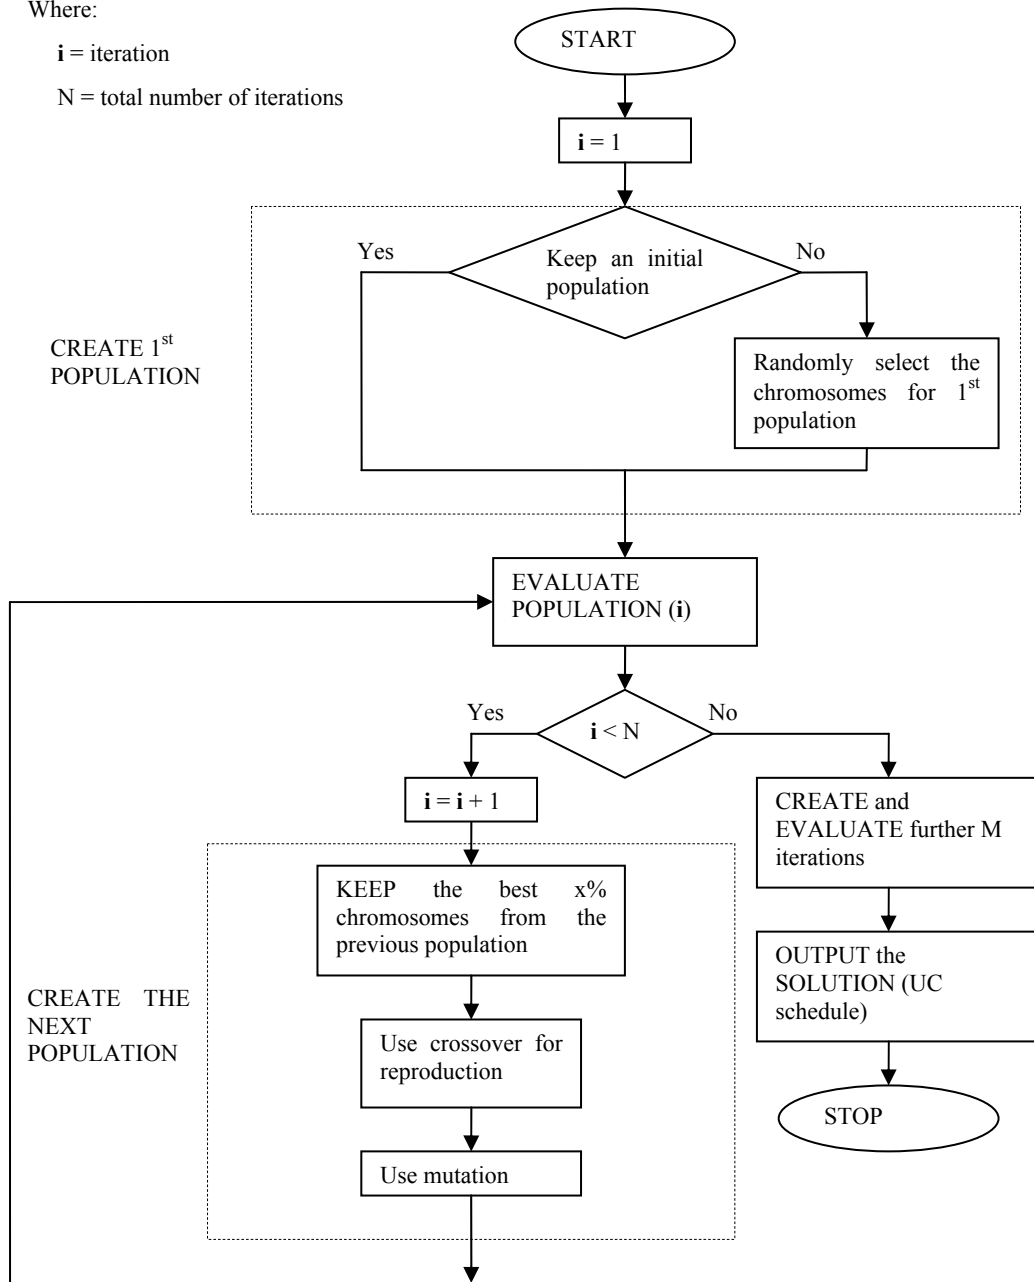 Where:
i = iteration
N = total number of iterations
START
i = 1
Yes
No
Keep an initial
population
CREATE 1st
POPULATION
Randomly select the
chromosomes for 1st
population
EVALUATE
POPULATION (i)
Yes
No
i < N
i = i + 1
CREATE and
EVALUATE further M
iterations
KEEP the best x%
chromosomes from the
previous population
OUTPUT the
SOLUTION (UC
schedule)
CREATE THE
NEXT
POPULATION
Use crossover for
reproduction
STOP
Use mutation